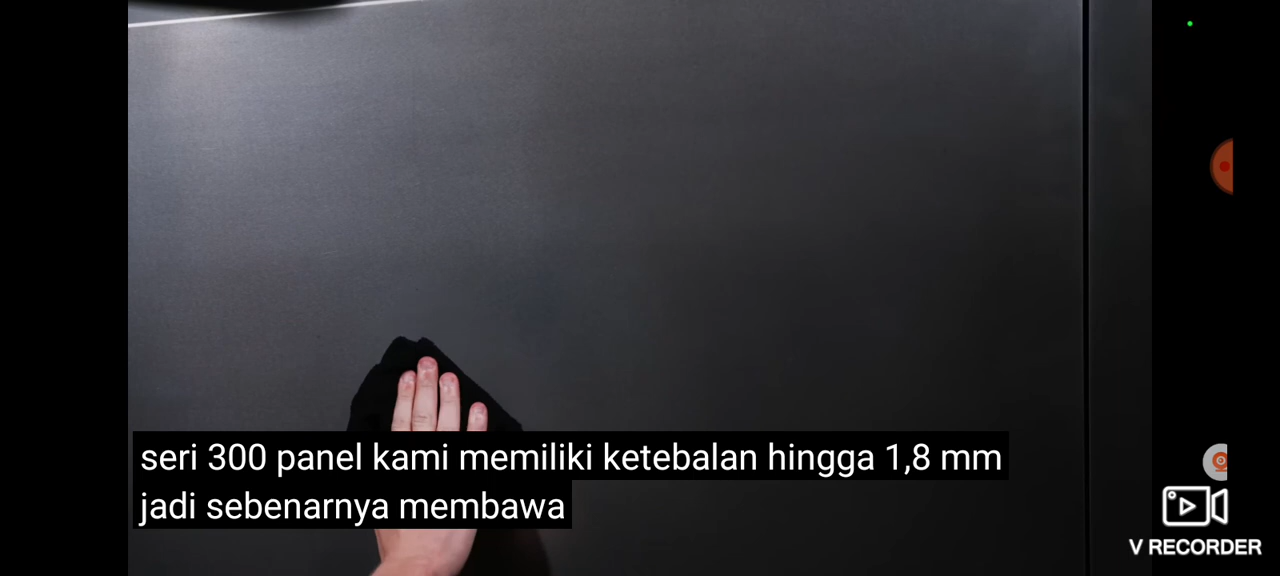 seri 300 panel kami memiliki ketebalan hingga 1,8 mm
jadi sebenarnya membawa
V RECORDER